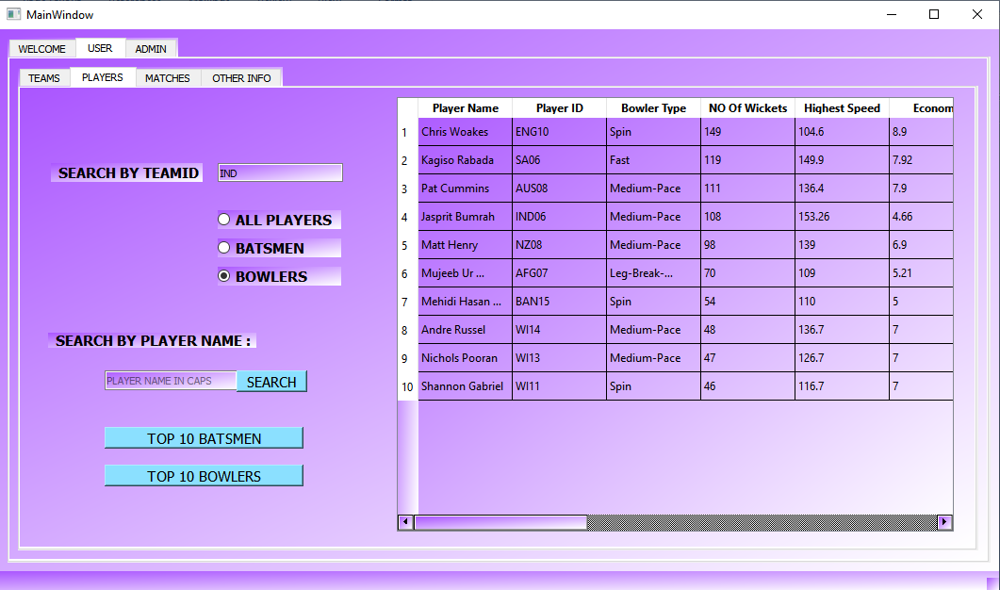 MainWindow
WELCOME USER ADMIN
TEAMS PLAYERS MATCHES OTHER INFO
SEARCH BY TEAMID IND
ALL PLAYERS
BATSMEN
BOWLERS
SEARCH BY PLAYER NAME :
PLAYER NAME IN CAPS SEARCH
TOP 10 BATSMEN
TOP 10 BOWLERS
Player Name Player ID Bowler Type NO Of Wickets Highest Speed Econom
1 Chris Woakes ENG10 Spin 149 104.6 8.9
2 Kagiso Rabada SA06 Fast 119 149.9 7.92
3 Pat Cummins AUS08 Medium-Pace 111 136.4 7.9
4 Jasprit Bumrah IND06 Medium-Pace 108 153.26 4.66
5 Matt Henry NZ08 Medium-Pace 98 139 6.9
6 Mujeeb Ur ... AFG07 Leg-Break-... 70 109 5.21
7 Mehidi Hasan ... BAN15 Spin 54 110 5
8 Andre Russel WI14 Medium-Pace 48 136.7 7
9 Nichols Pooran WI13 Medium-Pace 47 126.7 7
10 Shannon Gabriel WI11 Spin 46 116.7 7